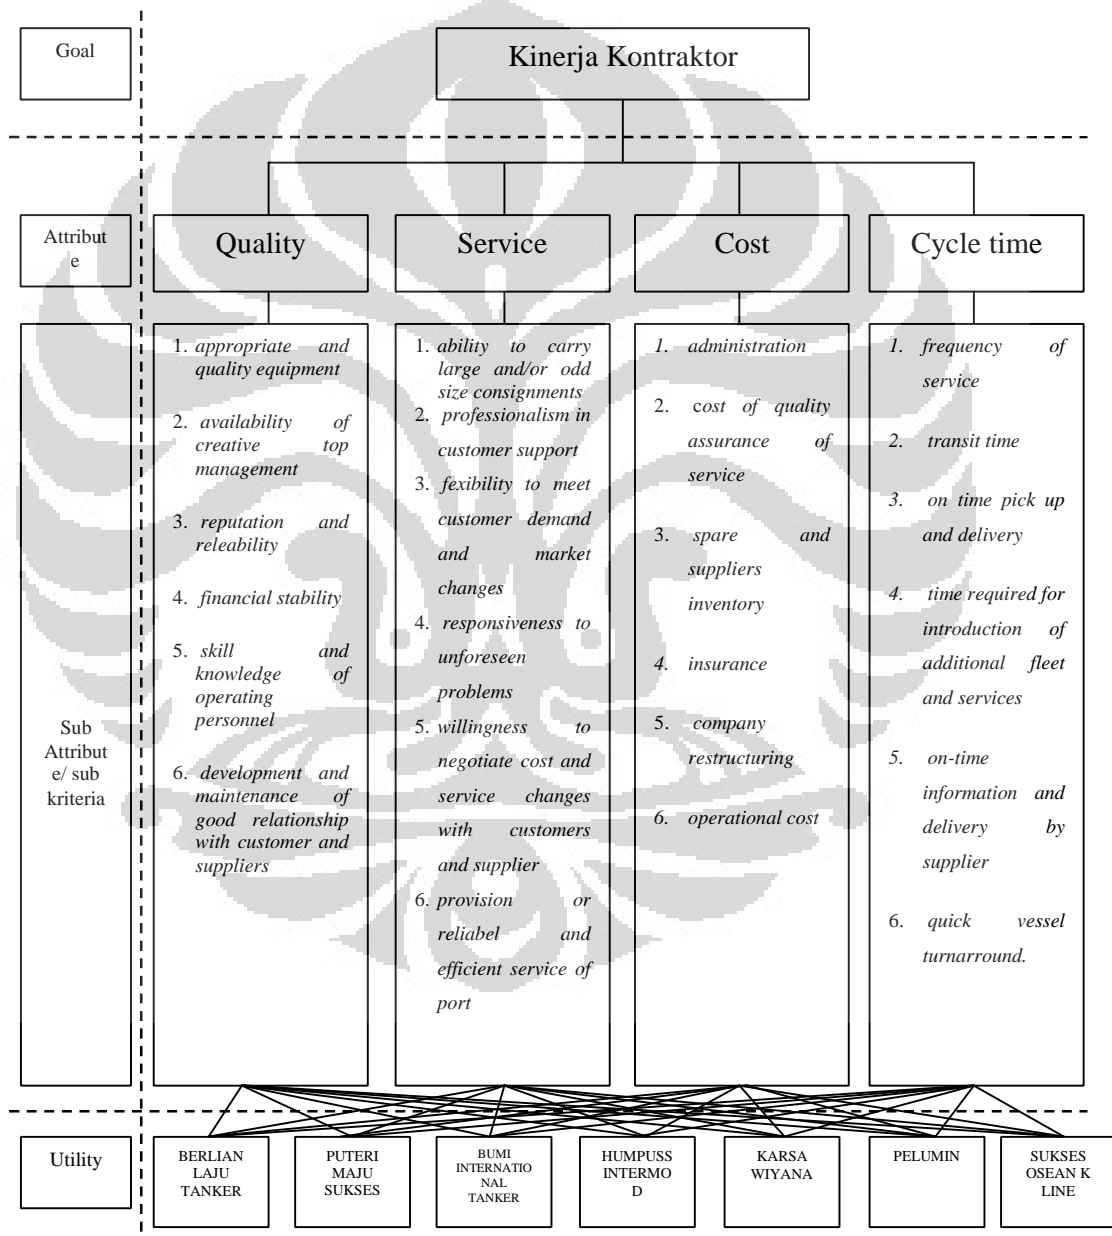 Goal
Kinerja Kontraktor
Attribut
e
Quality
Service
Cost
Cycle time
Sub
Attribut
e/ sub
kriteria
1. appropriate and
quality equipment
2. availability of
creative top
management
3. reputation and
releability
4. financial stability
5. skill and
knowledge of
operating
personnel
6. development and
maintenance of
good relationship
with customer and
suppliers
1. ability to carry
large and/or odd
size consignments
2. professionalism in
customer support
3. fexibility to meet
customer demand
and market
changes
4. responsiveness to
unforeseen
problems
5. willingness to
negotiate cost and
service changes
with customers
and supplier
6. provision or
reliabel and
efficient service of
port
1. administration
2. cost of quality
assurance of
service
3. spare and
suppliers
inventory
4. insurance
5. company
restructuring
6. operational cost
1. frequency of
service
2. transit time
3. on time pick up
and delivery
4. time required for
introduction of
additional fleet
and services
5. on-time
information and
delivery by
supplier
6. quick vessel
turnarround.
Utility
BERLIAN
LAJU
TANKER
PUTERI
MAJU
SUKSES
BUMI
INTERNATIO
NAL
TANKER
HUMPUSS
INTERMO
D
KARSA
WIYANA
PELUMIN
SUKSES
OSEAN K
LINE